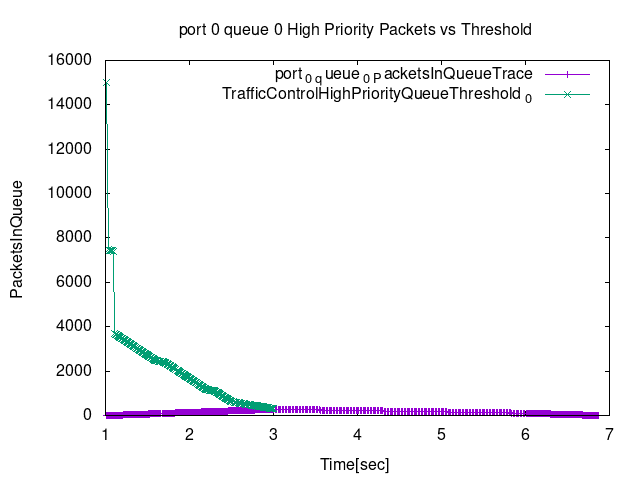 port 0 queue 0 High Priority Packets vs Threshold
16000
port 0 q ueue 0 P acketsInQueueTrace
TrafficControlHighPriorityQueueThreshold 0
14000
12000
10000
8000
6000
4000
2000
0
PacketsInQueue
1 2 3 4 5 6 7
Time[sec]